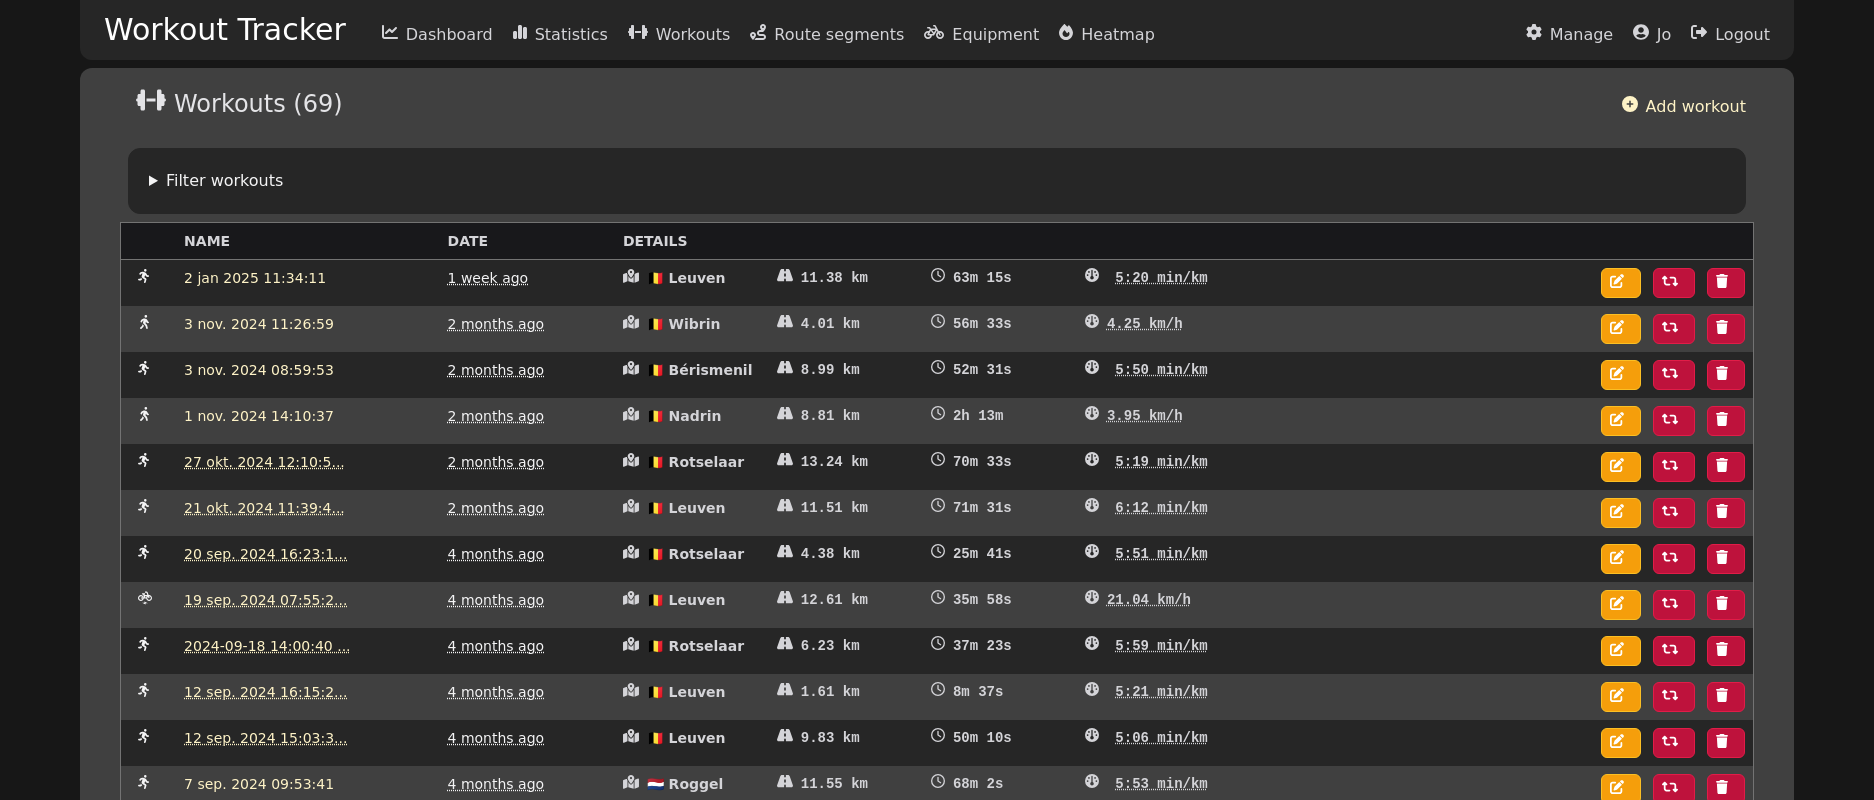 Workout Tracker Dashboard Statistics Workouts Route segments Equipment Heatmap Manage Jo Logout
Workouts (69) Add workout
Filter workouts
NAME DATE DETAILS
2 jan 2025 11:34:11 1 week ago Leuven 11.38 km 63m 15s 5:20 min/km
3 nov. 2024 11:26:59 2 months ago Wibrin 4.01 km 56m 33s 4.25 km/h
3 nov. 2024 08:59:53 2 months ago Bérismenil 8.99 km 52m 31s 5:50 min/km
1 nov. 2024 14:10:37 2 months ago Nadrin 8.81 km 2h 13m 3.95 km/h
27 okt. 2024 12:10:5... 2 months ago Rotselaar 13.24 km 70m 33s 5:19 min/km
21 okt. 2024 11:39:4... 2 months ago Leuven 11.51 km 71m 31s 6:12 min/km
20 sep. 2024 16:23:1... 4 months ago Rotselaar 4.38 km 25m 41s 5:51 min/km
19 sep. 2024 07:55:2... 4 months ago Leuven 12.61 km 35m 58s 21.04 km/h
2024-09-18 14:00:40 ... 4 months ago Rotselaar 6.23 km 37m 23s 5:59 min/km
12 sep. 2024 16:15:2... 4 months ago Leuven 1.61 km 8m 37s 5:21 min/km
12 sep. 2024 15:03:3... 4 months ago Leuven 9.83 km 50m 10s 5:06 min/km
7 sep. 2024 09:53:41 4 months ago Roggel 11.55 km 68m 2s 5:53 min/km